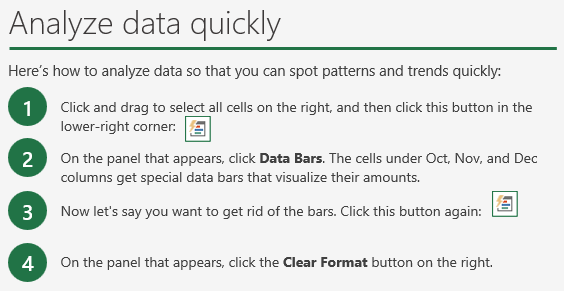 Analyze data quickly
Here's how to analyze data so that you can spot patterns and trends quickly:
1
Click and drag to select all cells on the right, and then click this button in the
lower-right corner:
2
On the panel that appears, click Data Bars. The cells under Oct, Nov, and Dec
columns get special data bars that visualize their amounts.
3
Now let's say you want to get rid of the bars. Click this button again:
4
On the panel that appears, click the Clear Format button on the right.